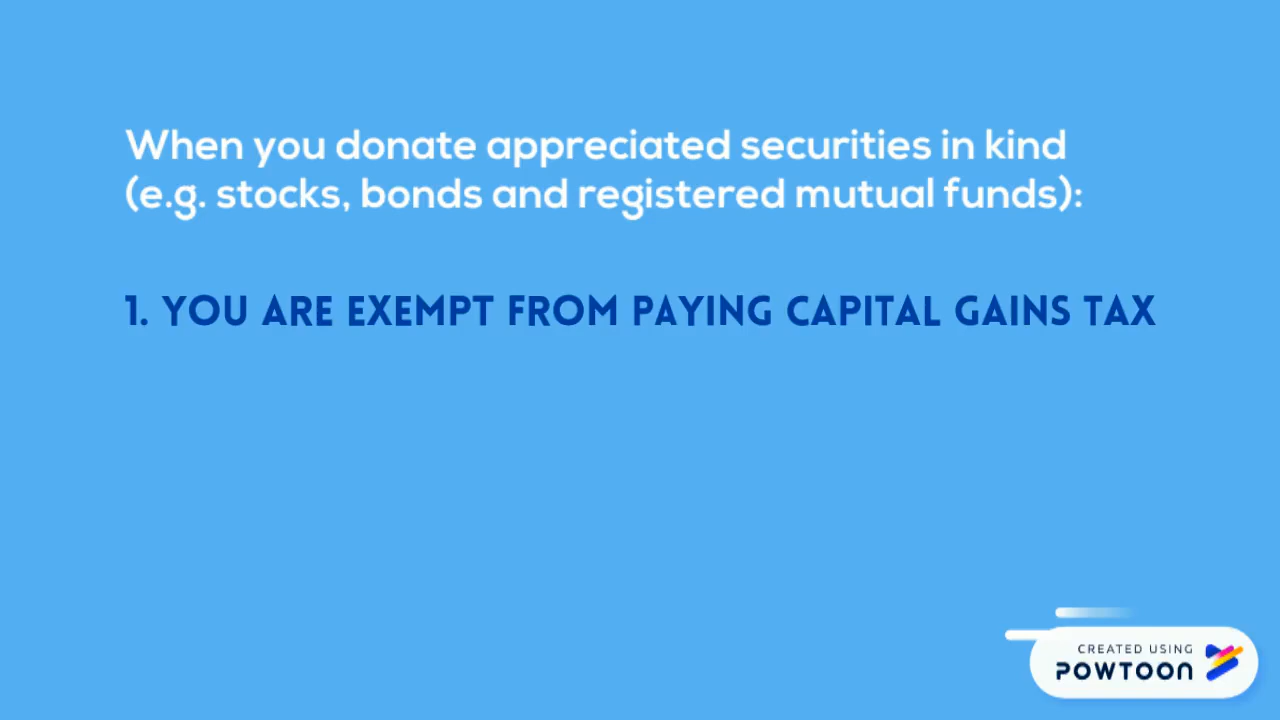 When you donate appreciated securities in kind
(e.g. stocks, bonds and registered mutual funds):
1. YOU ARE EXEMPT FROM PAYING CAPITAL GAINS TAX
CREATED USING
POWTOON